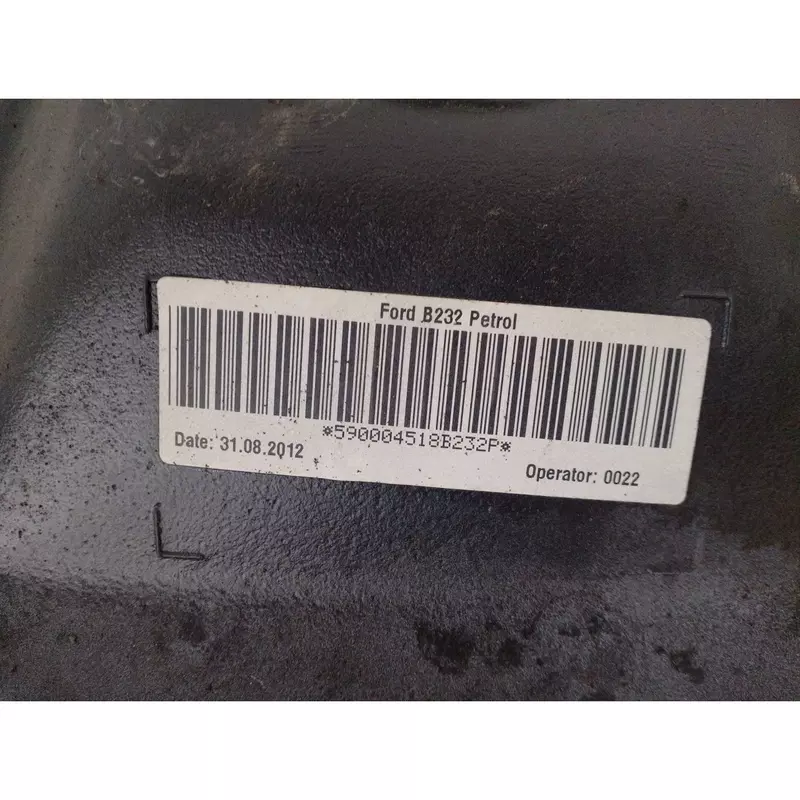 Ford B232 Petrol
*590004518B232P*
Date: 31.08.2012
Operator: 0022